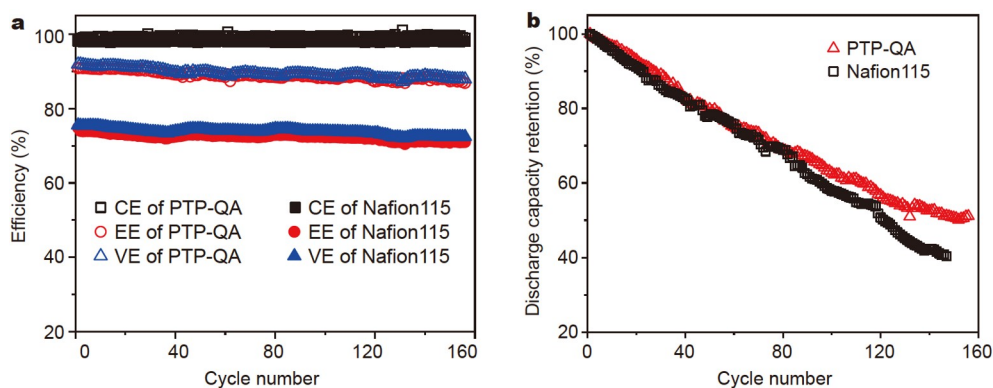 a
Efficiency (%)
100
80
60
40
20
CE of PTP-QA
CE of Nafion115
EE of PTP-QA
EE of Nafion115
VE of PTP-QA
VE of Nafion115
0
40
80
120
160
Cycle number
b
Discharge capacity retention (%)
100
80
60
40
20
PTP-QA
Nafion115
0
40
80
120
160
Cycle number